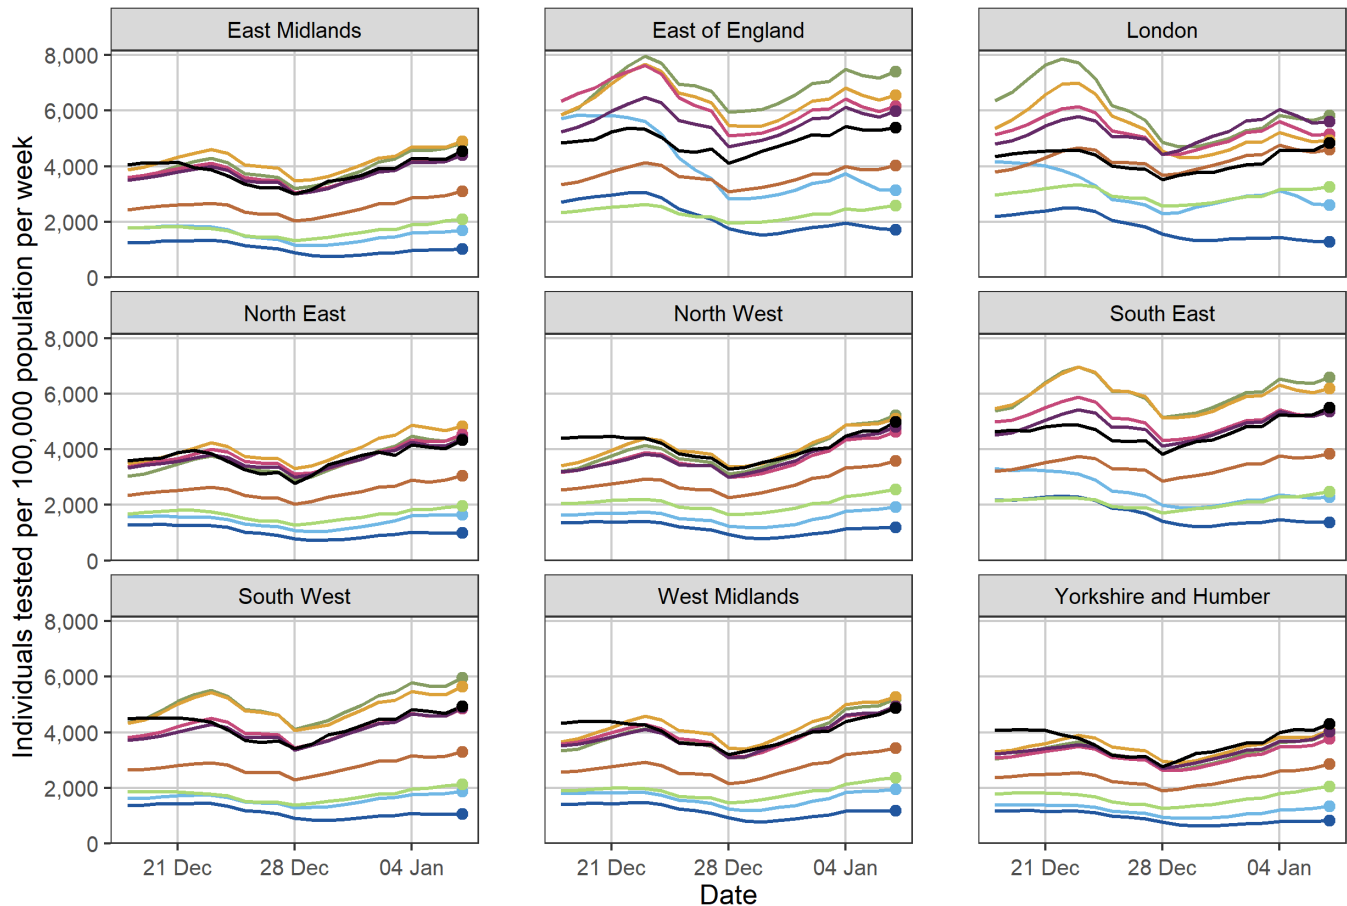 East Midlands
East of England
London
8,000
6,000
4,000
2,000
0
North East
North West
South East
8,000
6,000
4,000
2,000
0
South West
West Midlands
Yorkshire and Humber
8,000
6,000
4,000
2,000
0
21 Dec 28 Dec 04 Jan
21 Dec 28 Dec 04 Jan
21 Dec 28 Dec 04 Jan
Date
Individuals tested per 100,000 population per week